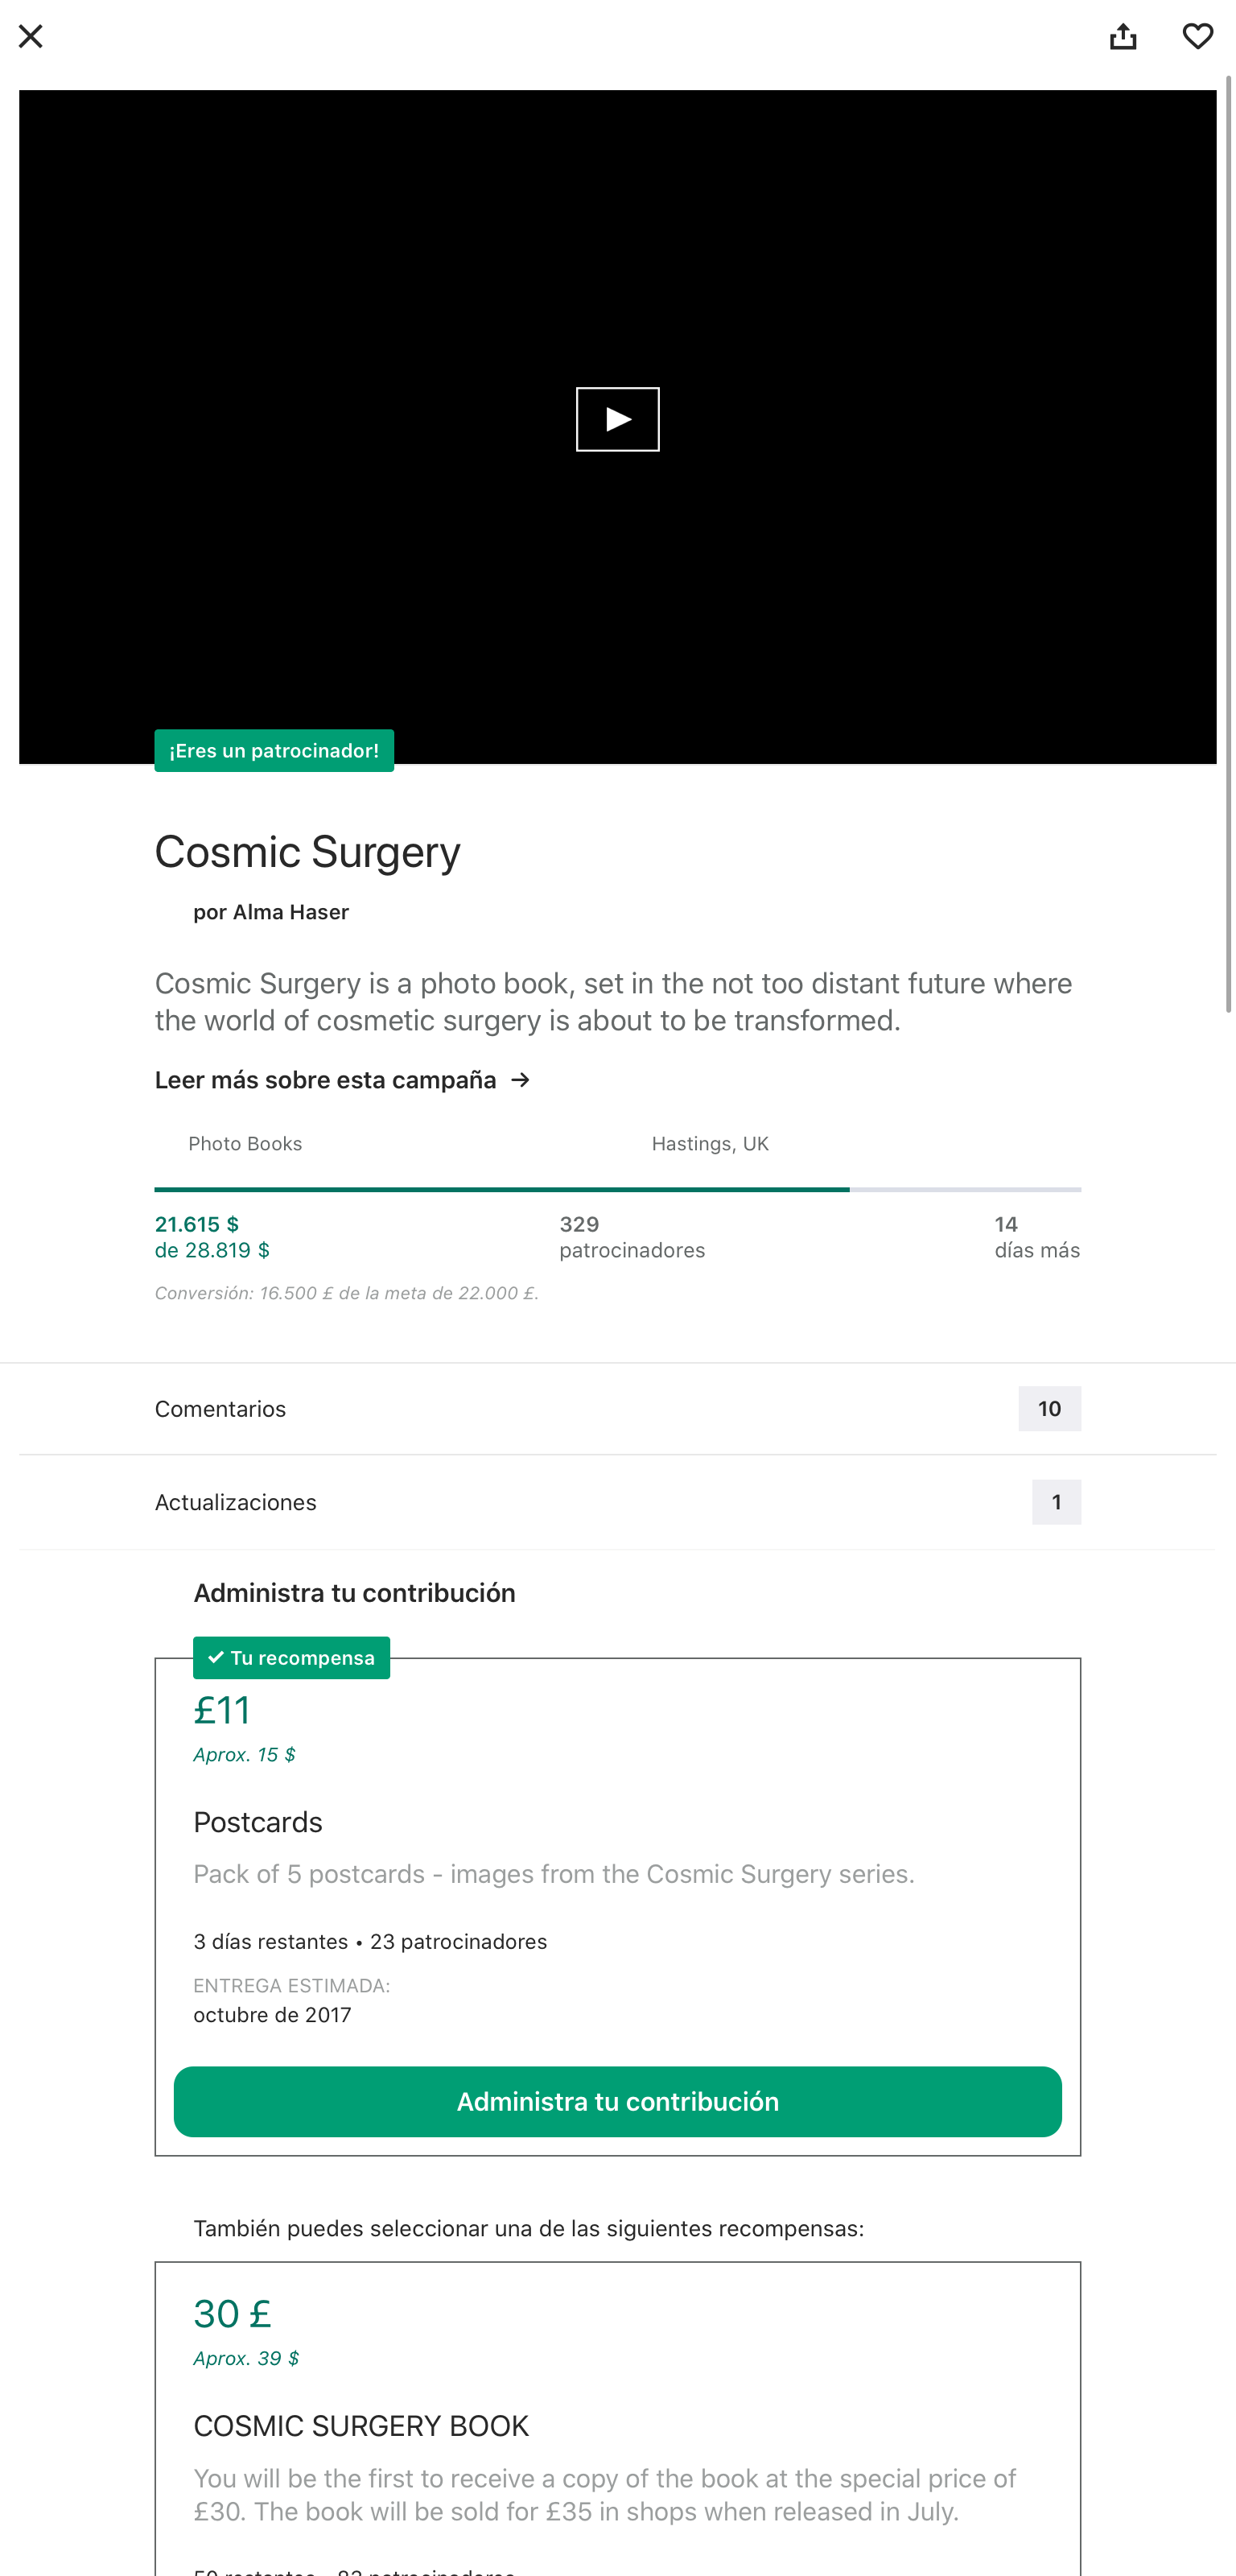 ¡Eres un patrocinador!
Cosmic Surgery
por Alma Haser
Cosmic Surgery is a photo book, set in the not too distant future where
the world of cosmetic surgery is about to be transformed.
Leer más sobre esta campaña →
Photo Books
Hastings, UK
21.615 $
de 28.819 $
329
patrocinadores
14
días más
Conversión: 16.500 £ de la meta de 22.000 £.
Comentarios
10
Actualizaciones
1
Administra tu contribución
✓ Tu recompensa
£11
Aprox. 15 $
Postcards
Pack of 5 postcards - images from the Cosmic Surgery series.
3 días restantes • 23 patrocinadores
ENTREGA ESTIMADA:
octubre de 2017
Administra tu contribución
También puedes seleccionar una de las siguientes recompensas:
30 £
Aprox. 39 $
COSMIC SURGERY BOOK
You will be the first to receive a copy of the book at the special price of
£30. The book will be sold for £35 in shops when released in July.